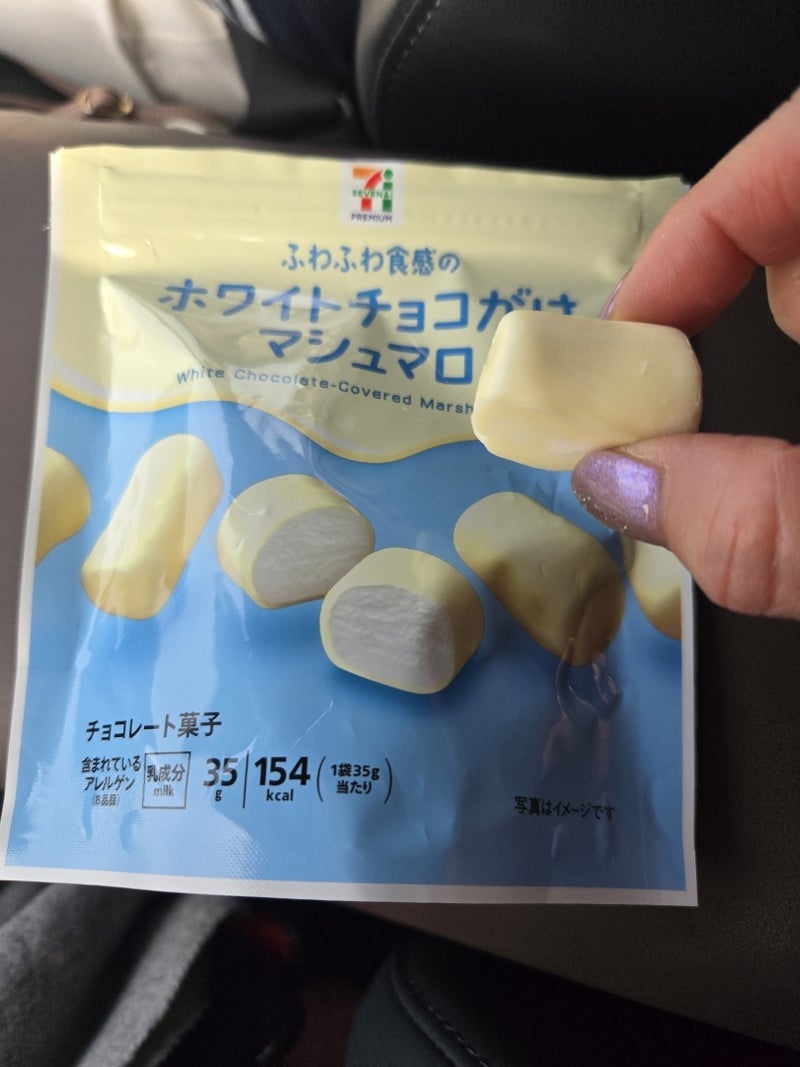 7i
SEVEN&i
PREMIUM
ふわふわ食感の
ホワイトチョコがけ
マシュマロ
White Chocolate-Covered Marsh
チョコレート菓子
含まれている
アレルゲン
(8品目)
乳成分
milk
35
g
154
kcal
(1袋35g
当たり)
写真はイメージです